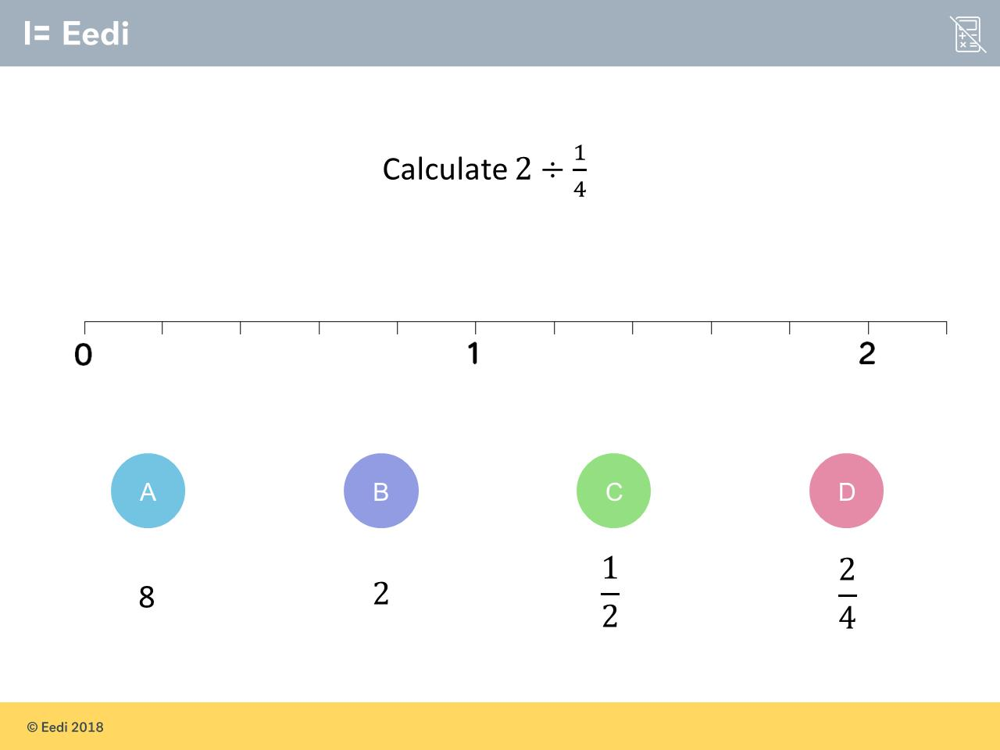 Eedi
Calculate 2 ÷ 1/4
0 1 2
A B C D
8 2 1/2 2/4
© Eedi 2018